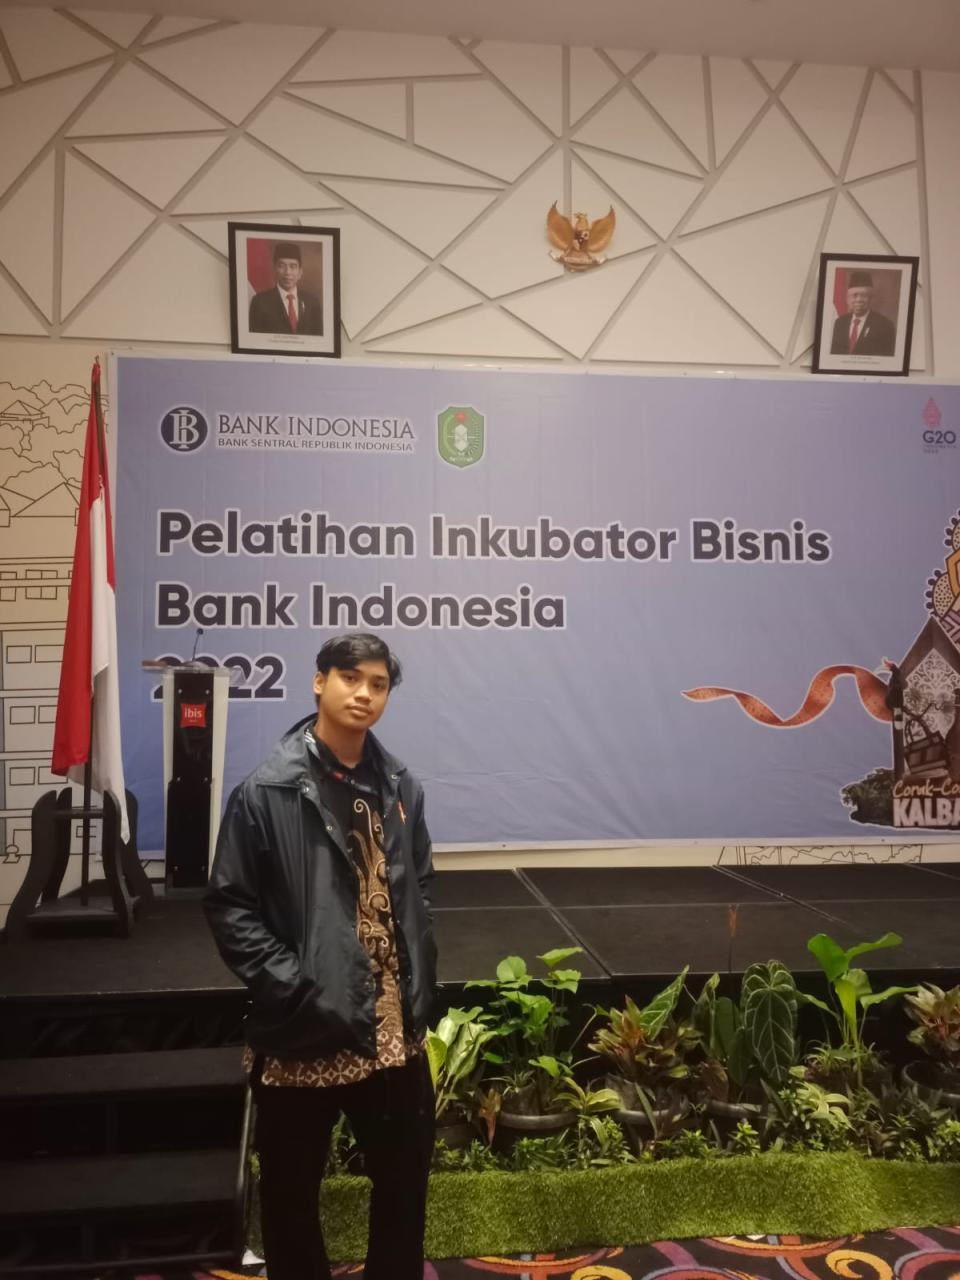 BANK INDONESIA
BANK SENTRAL REPUBLIK INDONESIA
G20
Pelatihan Inkubator Bisnis
Bank Indonesia
2022
ibis
KALBA